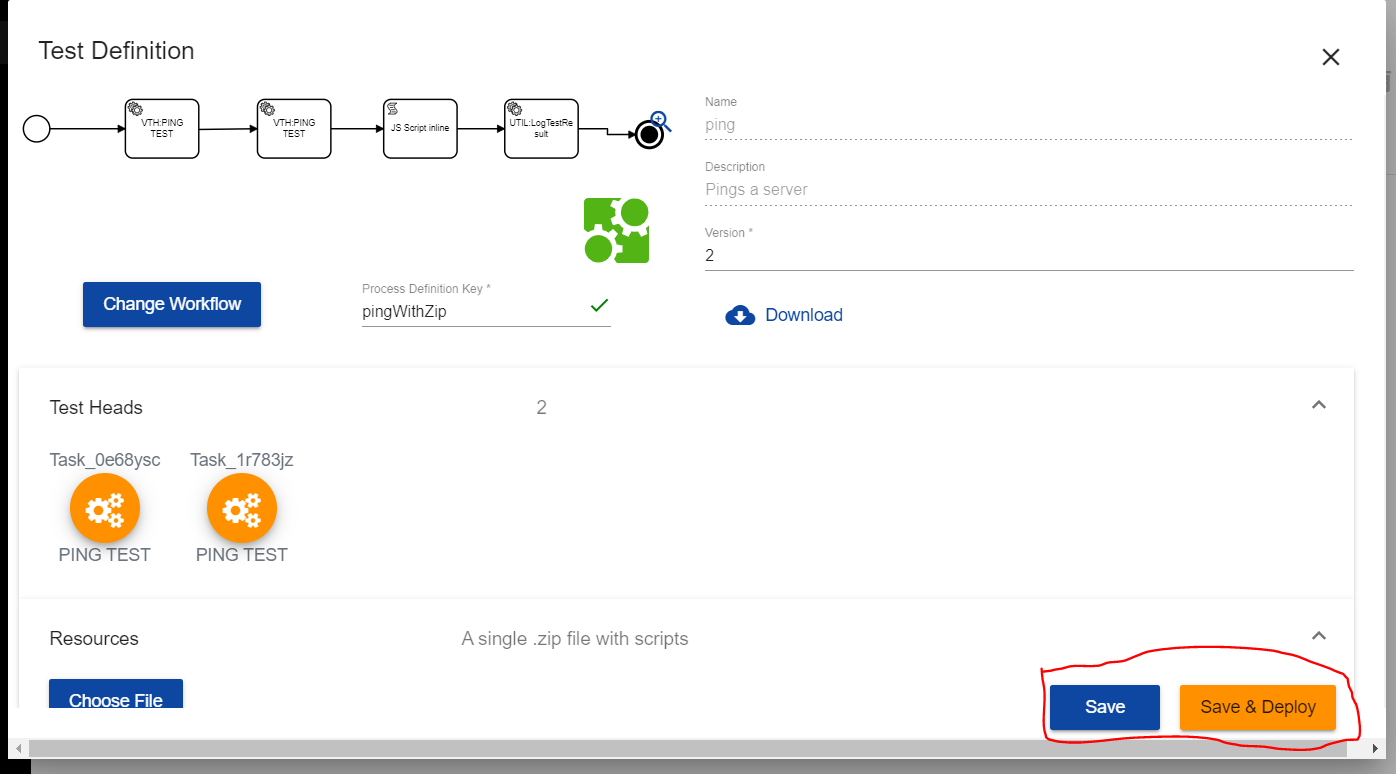 Test Definition
VTH:PING
TEST
VTH:PING
TEST
JS Script inline
UTIL:LogTestRe
sult
Name
ping
Description
Pings a server
Version *
2
Change Workflow
Process Definition Key *
pingWithZip
Download
Test Heads 2
Task_0e68ysc Task_1r783jz
PING TEST PING TEST
Resources A single .zip file with scripts
Choose File
Save Save & Deploy